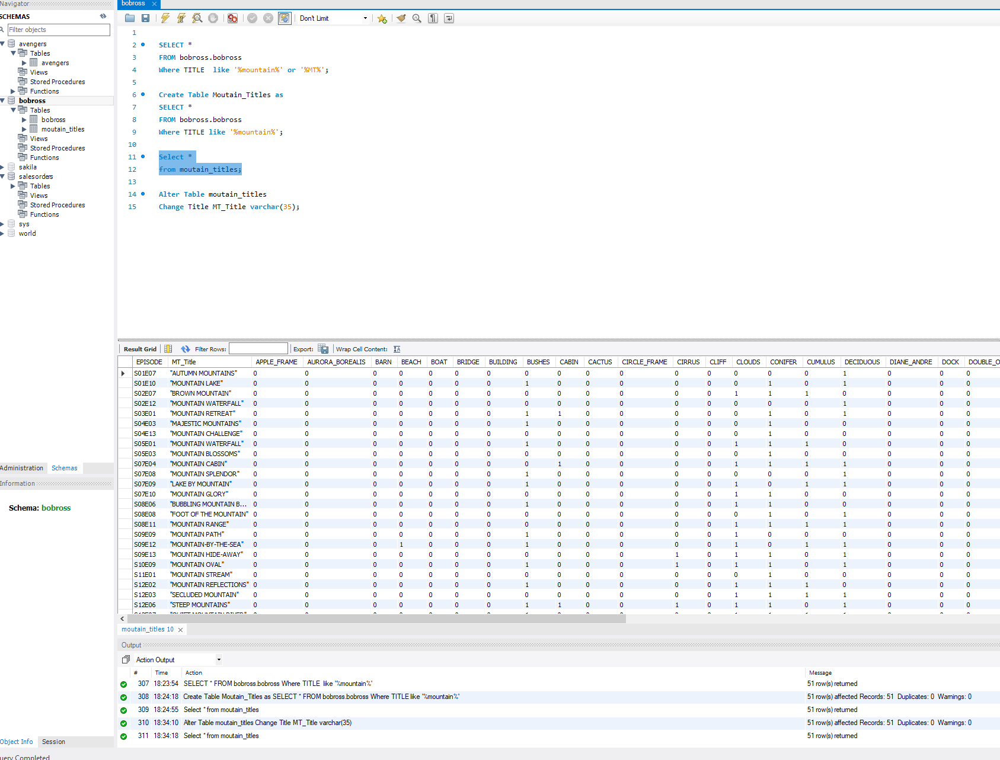 Navigator
SCHEMAS
Filter objects
avengers
Tables
avengers
Views
Stored Procedures
Functions
bobross
Tables
bobross
moutain_titles
Views
Stored Procedures
Functions
sakila
salesorders
Tables
Views
Stored Procedures
Functions
sys
world
Administration Schemas
Information
Schema: bobross
Object Info Session
uery Completed
bobross
Don't Limit
1
2 SELECT *
3 FROM bobross.bobross
4 Where TITLE  like '%mountain%' or '%MT%';
5
6 Create Table Moutain_Titles as
7 SELECT *
8 FROM bobross.bobross
9 Where TITLE like '%mountain%';
10
11 Select *
12 from moutain_titles;
13
14 Alter Table moutain_titles
15 Change Title MT_Title varchar(35);
Result Grid Filter Rows: Export: Wrap Cell Content:
EPISODE MT_Title APPLE_FRAME AURORA_BOREALIS BARN BEACH BOAT BRIDGE BUILDING BUSHES CABIN CACTUS CIRCLE_FRAME CIRRUS CLIFF CLOUDS CONIFER CUMULUS DECIDUOUS DIANE_ANDRE DOCK DOUBLE_O
S01E07 "AUTUMN MOUNTAINS" 0 0 0 0 0 0 0 0 0 0 0 0 0 0 0 0 1 0 0 0
S01E10 "MOUNTAIN LAKE" 0 0 0 0 0 0 0 1 0 0 0 0 0 0 1 0 1 0 0 0
S02E07 "BROWN MOUNTAIN" 0 0 0 0 0 0 0 0 0 0 0 0 0 1 1 1 0 0 0 0
S02E12 "MOUNTAIN WATERFALL" 0 0 0 0 0 0 0 0 0 0 0 0 0 0 0 0 1 0 0 0
S03E01 "MOUNTAIN RETREAT" 0 0 0 0 0 0 0 1 1 0 0 0 0 0 1 0 1 0 0 0
S04E03 "MAJESTIC MOUNTAINS" 0 0 0 0 0 0 0 1 0 0 0 0 0 0 1 0 0 0 0 0
S04E13 "MOUNTAIN CHALLENGE" 0 0 0 0 0 0 0 0 0 0 0 0 0 0 1 0 0 0 0 0
S05E01 "MOUNTAIN WATERFALL" 0 0 0 0 0 0 0 1 0 0 0 0 0 1 1 1 0 0 0 0
S05E03 "MOUNTAIN BLOSSOMS" 0 0 0 0 0 0 0 0 0 0 0 0 0 0 1 0 0 0 0 0
S07E04 "MOUNTAIN CABIN" 0 0 0 0 0 0 0 0 1 0 0 0 0 1 1 1 1 0 0 0
S07E08 "MOUNTAIN SPLENDOR" 0 0 0 0 0 0 0 1 0 0 0 0 0 0 0 0 1 0 0 0
S07E09 "LAKE BY MOUNTAIN" 0 0 0 0 0 0 0 1 0 0 0 0 0 1 0 1 1 0 0 0
S07E10 "MOUNTAIN GLORY" 0 0 0 0 0 0 0 0 0 0 0 0 0 1 1 0 0 0 0 0
S08E06 "BUBBLING MOUNTAIN B... 0 0 0 0 0 0 0 1 0 0 0 0 0 1 1 0 0 0 0 0
S08E08 "FOOT OF THE MOUNTAIN" 0 0 0 0 0 0 0 0 0 0 0 0 0 0 1 0 1 0 0 0
S08E11 "MOUNTAIN RANGE" 0 0 0 0 0 0 0 0 0 0 0 0 0 1 1 1 1 0 0 0
S09E09 "MOUNTAIN PATH" 0 0 0 0 0 0 0 1 0 0 0 0 0 1 0 0 0 0 0 0
S09E12 "MOUNTAIN-BY-THE-SEA" 0 0 0 1 0 0 0 1 0 0 0 0 0 1 0 1 1 0 0 0
S09E13 "MOUNTAIN HIDE-AWAY" 0 0 0 0 0 0 0 0 0 0 0 1 0 1 1 0 1 0 0 0
S10E09 "MOUNTAIN OVAL" 0 0 0 0 0 0 0 1 0 0 0 1 0 1 1 0 1 0 0 0
S11E01 "MOUNTAIN STREAM" 0 0 0 0 0 0 0 0 0 0 0 0 0 0 1 0 0 0 0 0
S12E02 "MOUNTAIN REFLECTIONS" 0 0 0 0 0 0 0 1 0 0 0 0 0 1 1 1 0 0 0 0
S12E03 "SECLUDED MOUNTAIN" 0 0 0 0 0 0 0 0 0 0 0 0 0 1 1 1 1 0 0 0
S12E06 "STEEP MOUNTAINS" 0 0 0 0 0 0 0 1 1 0 0 1 0 1 1 0 1 0 0 0
moutain_titles 10
Output
Action Output
# Time Action Message
307 18:23:54 SELECT * FROM bobross.bobross Where TITLE  like '%mountain%' 51 row(s) returned
308 18:24:18 Create Table Moutain_Titles as SELECT * FROM bobross.bobross Where TITLE like '%mountain%' 51 row(s) affected Records: 51  Duplicates: 0  Warnings: 0
309 18:24:55 Select * from moutain_titles 51 row(s) returned
310 18:34:10 Alter Table moutain_titles Change Title MT_Title varchar(35) 51 row(s) affected Records: 51  Duplicates: 0  Warnings: 0
311 18:34:18 Select * from moutain_titles 51 row(s) returned